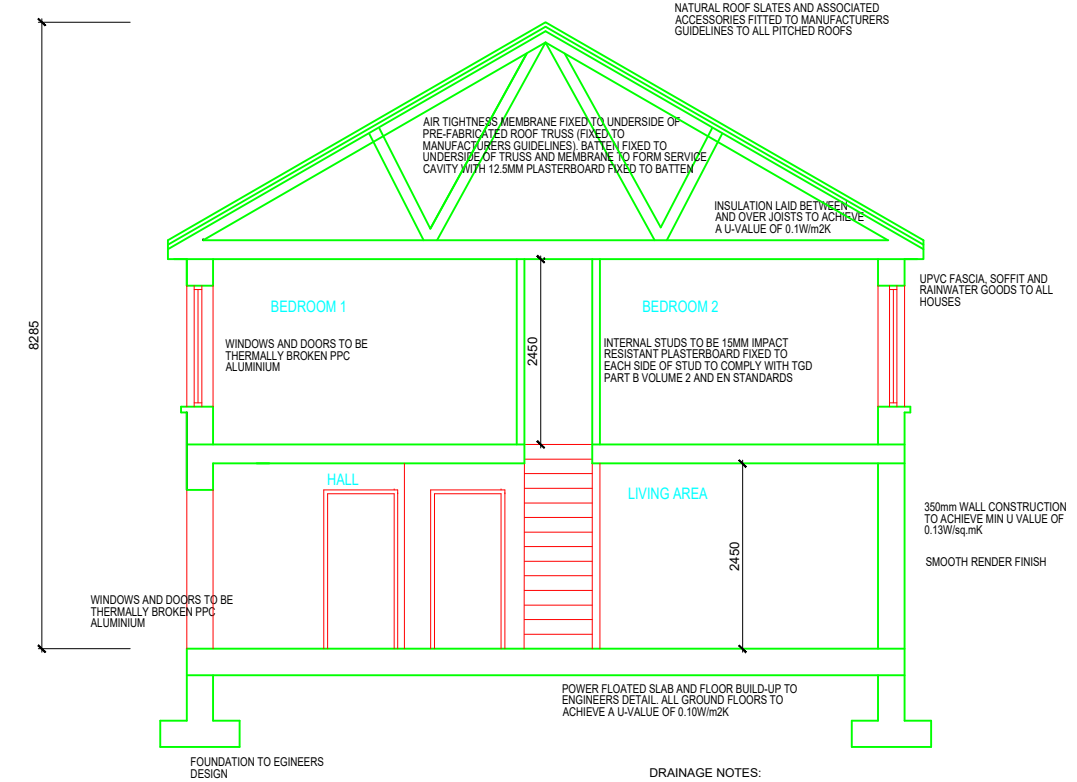 NATURAL ROOF SLATES AND ASSOCIATED
ACCESSORIES FITTED TO MANUFACTURERS
GUIDELINES TO ALL PITCHED ROOFS
AIR TIGHTNESS MEMBRANE FIXED TO UNDERSIDE OF
PRE-FABRICATED ROOF TRUSS (FIXED TO
MANUFACTURERS GUIDELINES). BATTEN FIXED TO
UNDERSIDE OF TRUSS AND MEMBRANE TO FORM SERVICE
CAVITY WITH 12.5MM PLASTERBOARD FIXED TO BATTEN
INSULATION LAID BETWEEN
AND OVER JOISTS TO ACHIEVE
A U-VALUE OF 0.1W/m2K
UPVC FASCIA, SOFFIT AND
RAINWATER GOODS TO ALL
HOUSES
8285
BEDROOM 1
BEDROOM 2
WINDOWS AND DOORS TO BE
THERMALLY BROKEN PPC
ALUMINIUM
2450
INTERNAL STUDS TO BE 15MM IMPACT
RESISTANT PLASTERBOARD FIXED TO
EACH SIDE OF STUD TO COMPLY WITH TGD
PART B VOLUME 2 AND EN STANDARDS
HALL
LIVING AREA
2450
350mm WALL CONSTRUCTION
TO ACHIEVE MIN U VALUE OF
0.13W/sq.mK
SMOOTH RENDER FINISH
WINDOWS AND DOORS TO BE
THERMALLY BROKEN PPC
ALUMINIUM
POWER FLOATED SLAB AND FLOOR BUILD-UP TO
ENGINEERS DETAIL. ALL GROUND FLOORS TO
ACHIEVE A U-VALUE OF 0.10W/m2K
FOUNDATION TO EGINEERS
DESIGN
DRAINAGE NOTES: